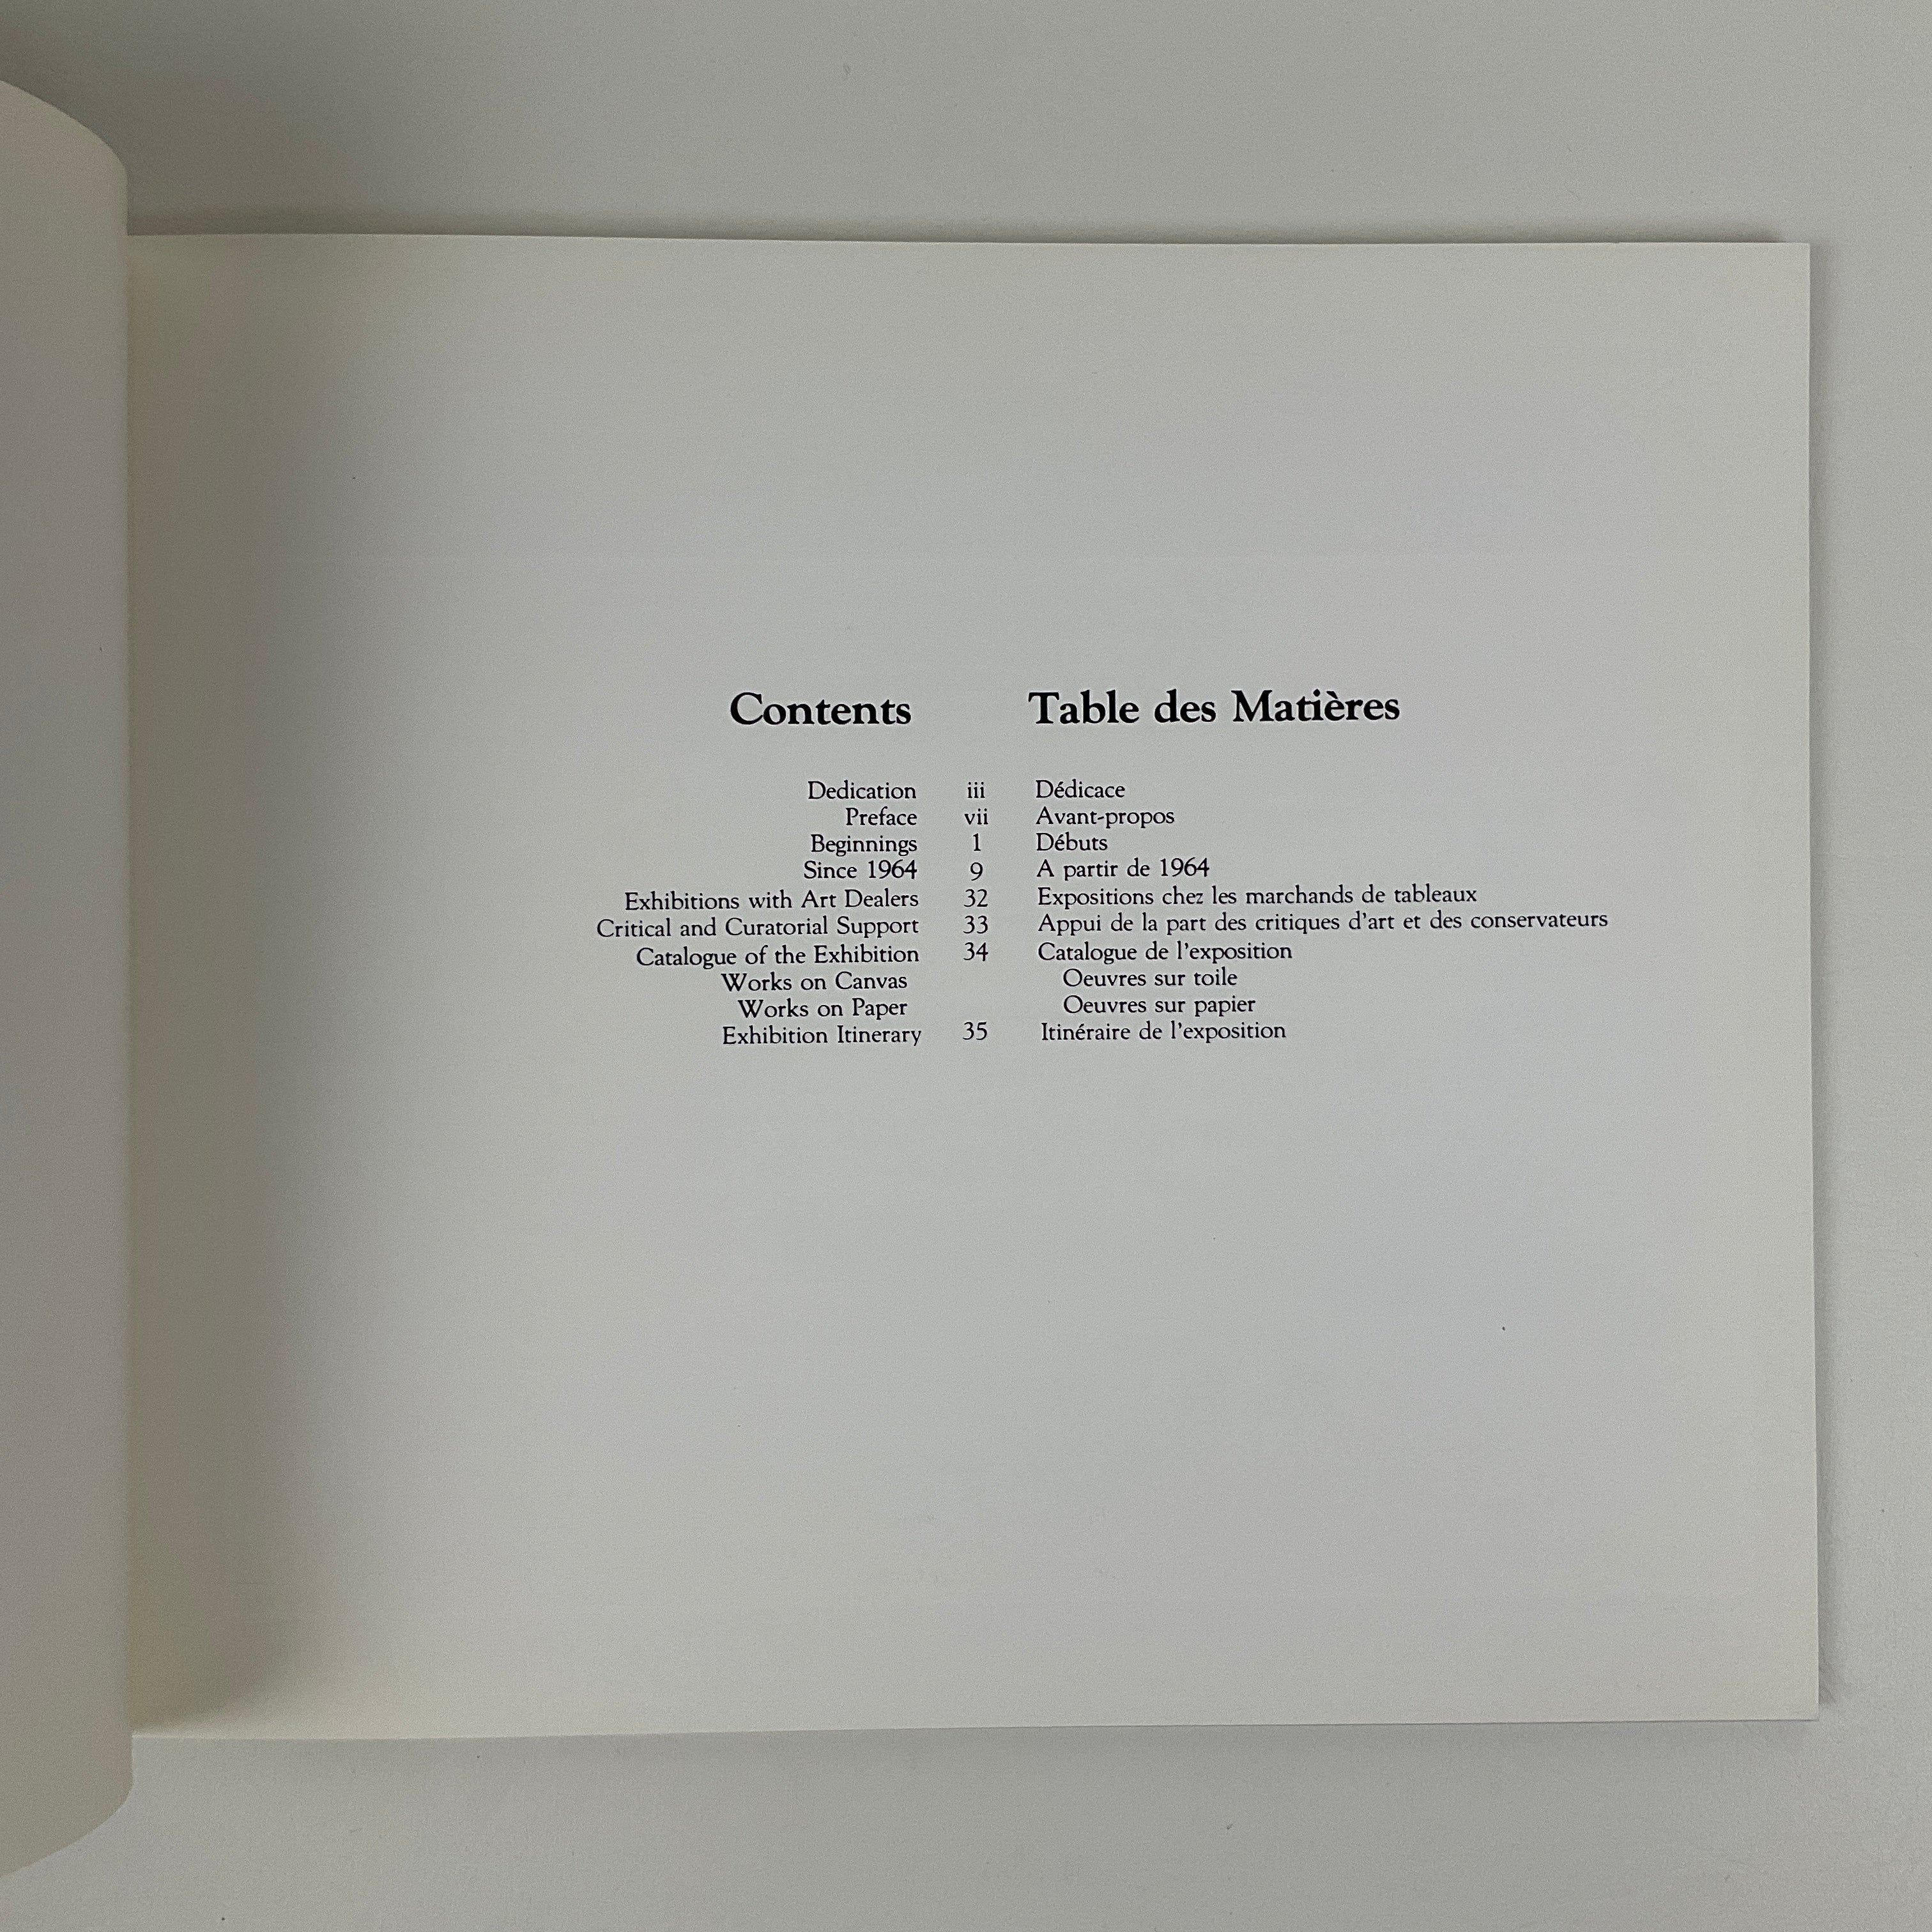 Contents Table des Matières
Dedication iii Dédicace
Preface vii Avant-propos
Beginnings 1 Débuts
Since 1964 9 A partir de 1964
Exhibitions with Art Dealers 32 Expositions chez les marchands de tableaux
Critical and Curatorial Support 33 Appui de la part des critiques d'art et des conservateurs
Catalogue of the Exhibition 34 Catalogue de l'exposition
Works on Canvas Oeuvres sur toile
Works on Paper Oeuvres sur papier
Exhibition Itinerary 35 Itinéraire de l'exposition